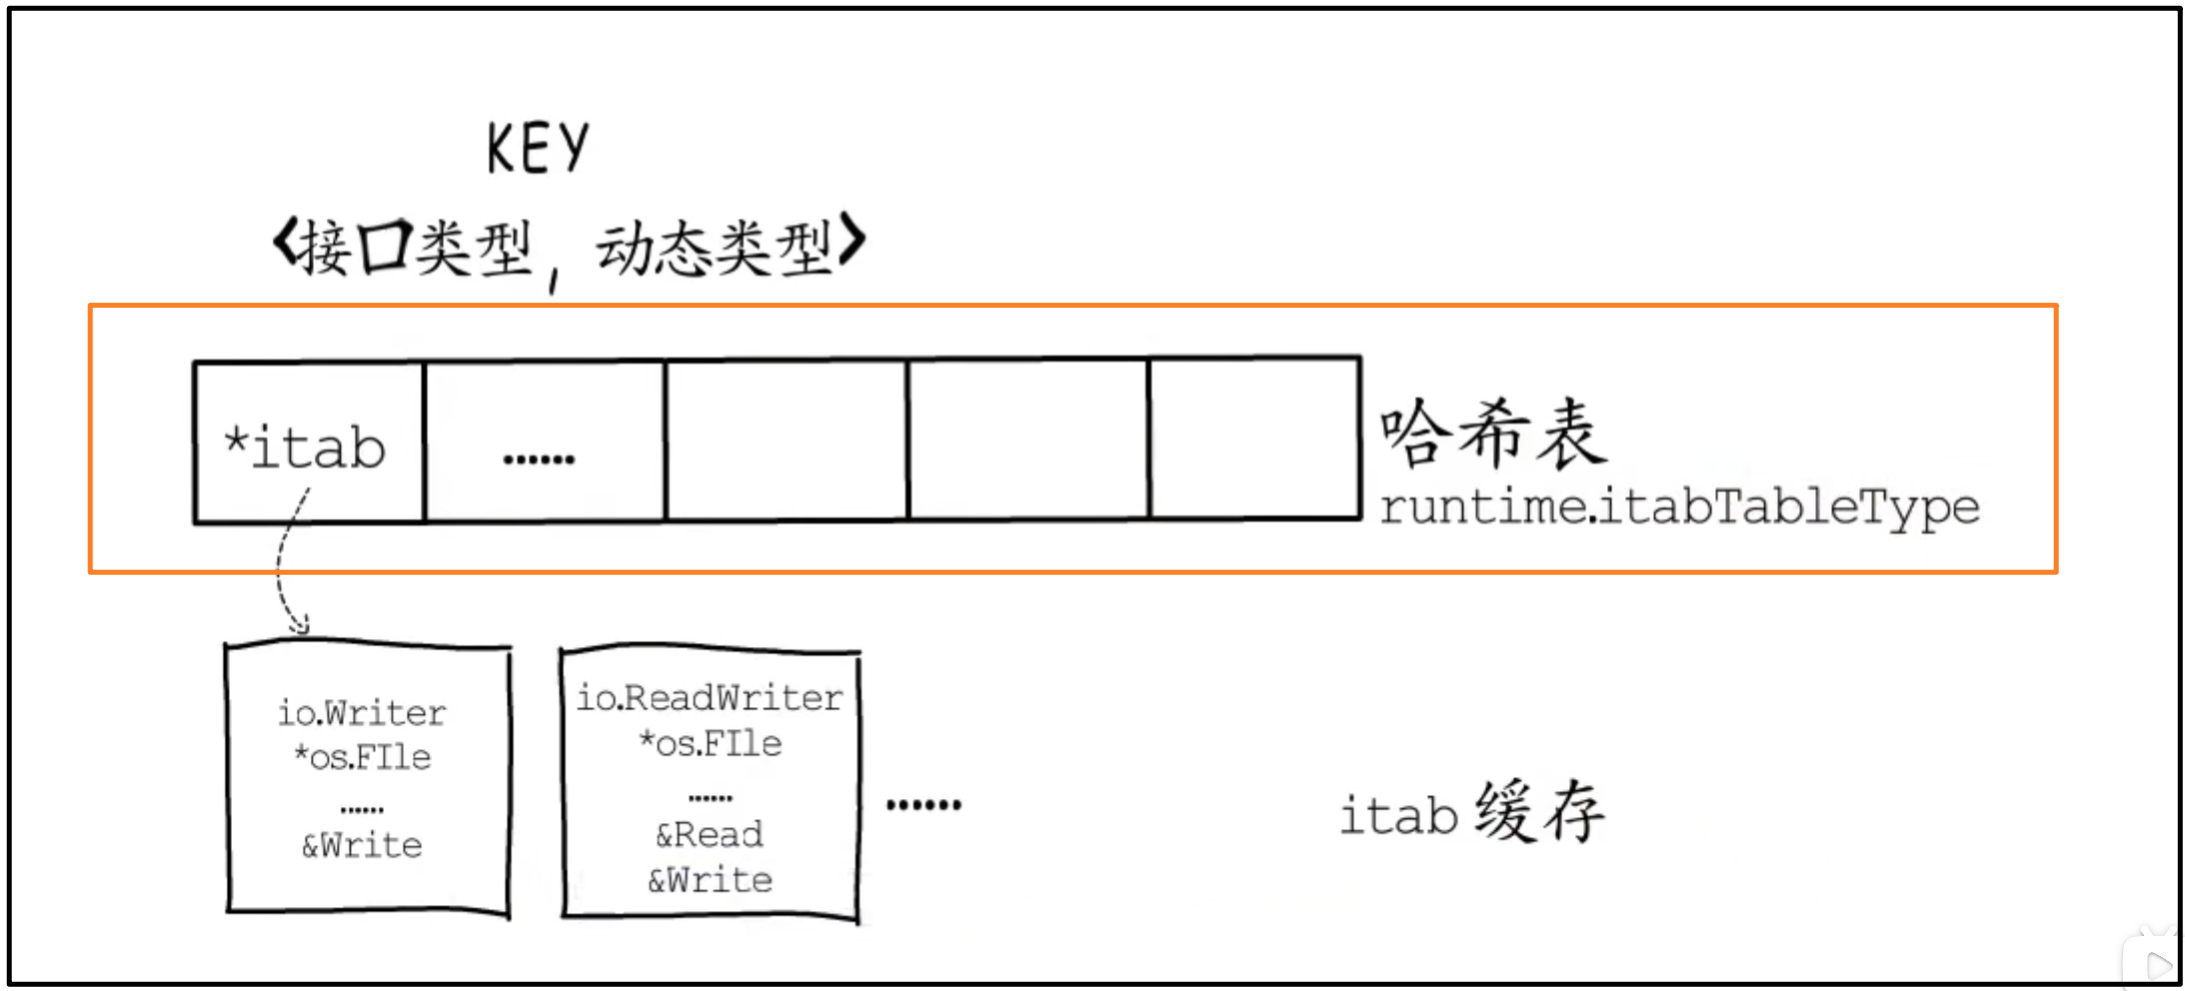 KEY
<接口类型, 动态类型>
*itab
......
哈希表
runtime.itabTableType
io.Writer
*os.FIle
......
&Write
io.ReadWriter
*os.FIle
......
&Read
&Write
......
itab 缓存